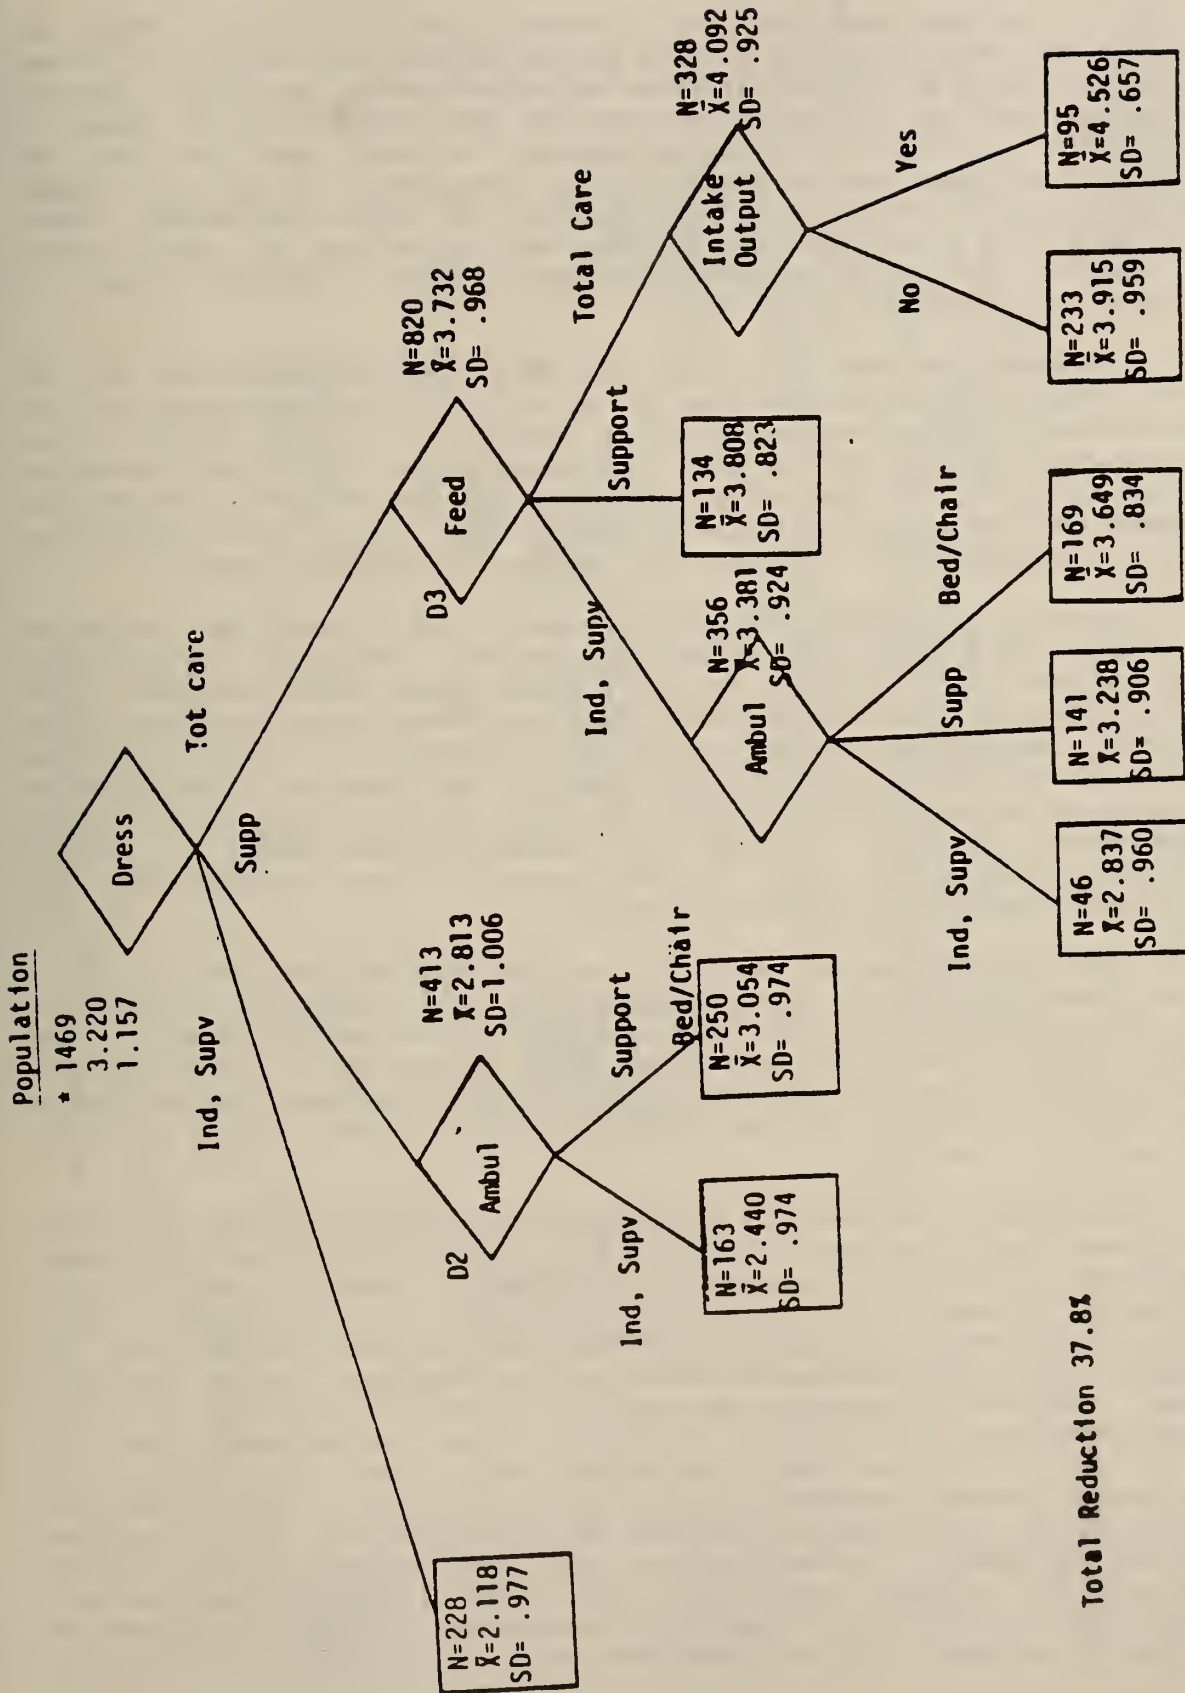 Population
* 1469
3.220
1.157
Dress
Ind, Supv
Supp
Tot care
N=228
X̄=2.118
SD= .977
D2
Ambul
N=413
X̄=2.813
SD=1.006
Ind, Supv
Support
Bed/Chair
N=163
X̄=2.440
SD= .974
N=250
X̄=3.054
SD= .974
D3
Feed
N=820
X̄=3.732
SD= .968
Ind, Supv
Support
Total Care
Ambul
N=356
X̄=3.381
SD= .924
N=134
X̄=3.808
SD= .823
Intake
Output
N=328
X̄=4.092
SD= .925
Ind, Supv
Supp
Bed/Chair
No
Yes
N=46
X̄=2.837
SD= .960
N=141
X̄=3.238
SD= .906
N=169
X̄=3.649
SD= .834
N=233
X̄=3.915
SD= .959
N=95
X̄=4.526
SD= .657
Total Reduction 37.8%